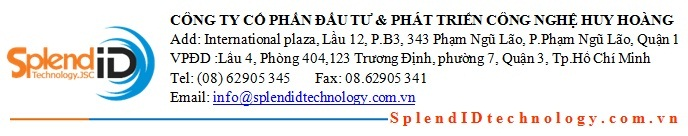 SplendID
Technology.,JSC
CÔNG TY CỔ PHẦN ĐẦU TƯ & PHÁT TRIỂN CÔNG NGHỆ HUY HOÀNG
Add: International plaza, Lầu 12, P.B3, 343 Phạm Ngũ Lão, P.Phạm Ngũ Lão, Quận 1
VPĐD :Lầu 4, Phòng 404,123 Trương Định, phường 7, Quận 3, Tp.Hồ Chí Minh
Tel: (08) 62905 345 Fax: 08.62905 341
Email: info@splendidtechnology.com.vn
SplendIDtechnology.com.vn